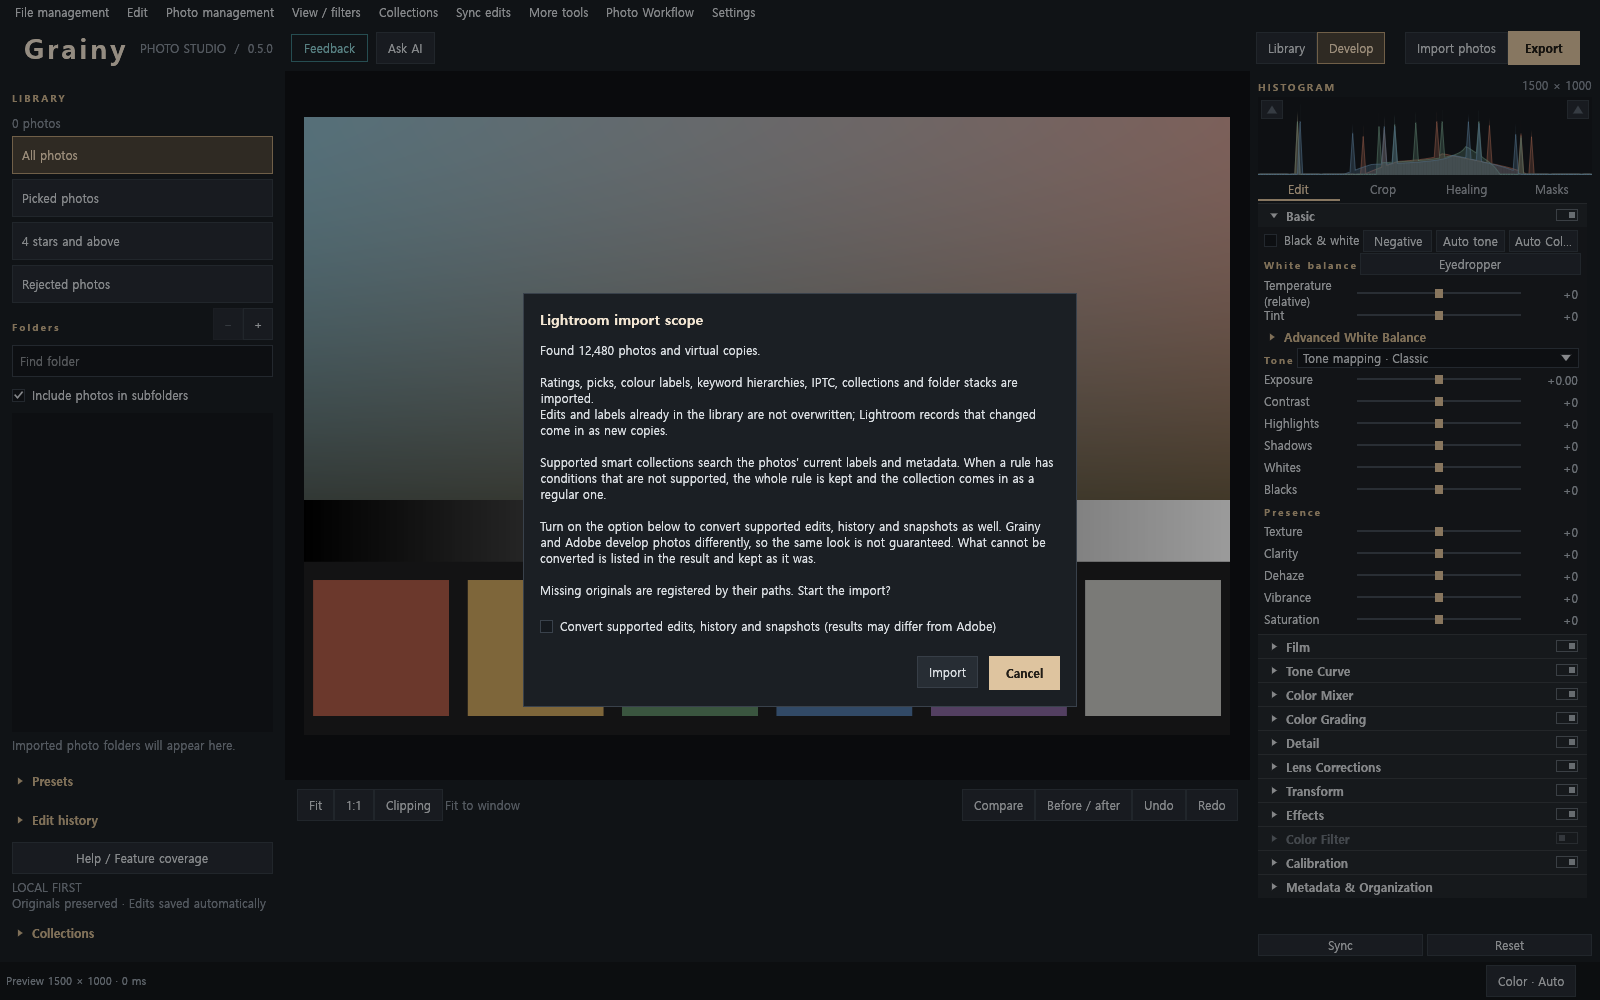 File management Edit Photo management View / filters Collections Sync edits More tools Photo Workflow Settings
Grainy PHOTO STUDIO / 0.5.0 Feedback Ask AI Library Develop Import photos Export
LIBRARY
0 photos
All photos
Picked photos
4 stars and above
Rejected photos
Folders − +
Find folder
Include photos in subfolders
Imported photo folders will appear here.
Presets
Edit history
Help / Feature coverage
LOCAL FIRST
Originals preserved · Edits saved automatically
Collections
Lightroom import scope
Found 12,480 photos and virtual copies.
Ratings, picks, colour labels, keyword hierarchies, IPTC, collections and folder stacks are
imported.
Edits and labels already in the library are not overwritten; Lightroom records that changed
come in as new copies.
Supported smart collections search the photos' current labels and metadata. When a rule has
conditions that are not supported, the whole rule is kept and the collection comes in as a
regular one.
Turn on the option below to convert supported edits, history and snapshots as well. Grainy
and Adobe develop photos differently, so the same look is not guaranteed. What cannot be
converted is listed in the result and kept as it was.
Missing originals are registered by their paths. Start the import?
Convert supported edits, history and snapshots (results may differ from Adobe)
Import Cancel
Fit 1:1 Clipping Fit to window Compare Before / after Undo Redo
HISTOGRAM 1500 × 1000
Edit Crop Healing Masks
Basic
Black & white Negative Auto tone Auto Col...
White balance Eyedropper
Temperature
(relative) +0
Tint +0
Advanced White Balance
Tone Tone mapping · Classic
Exposure +0.00
Contrast +0
Highlights +0
Shadows +0
Whites +0
Blacks +0
Presence
Texture +0
Clarity +0
Dehaze +0
Vibrance +0
Saturation +0
Film
Tone Curve
Color Mixer
Color Grading
Detail
Lens Corrections
Transform
Effects
Color Filter
Calibration
Metadata & Organization
Sync Reset
Preview 1500 × 1000 · 0 ms Color · Auto